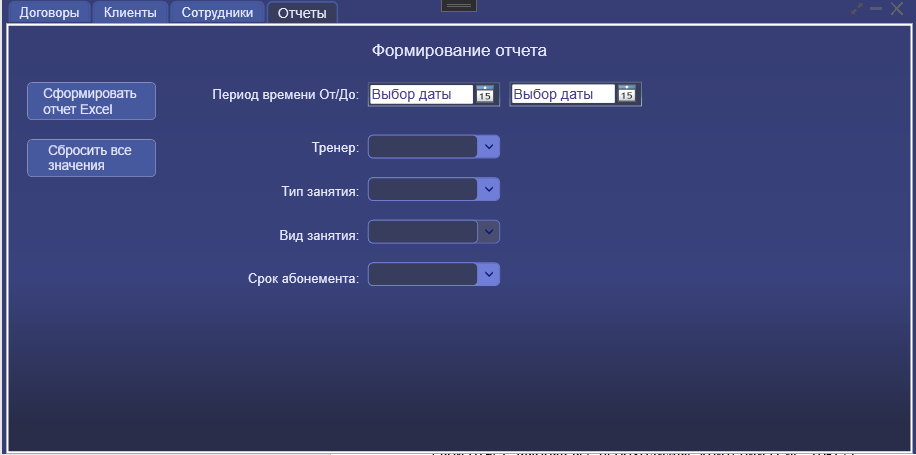 Договоры Клиенты Сотрудники Отчеты
Формирование отчета
Сформировать
отчет Excel
Период времени От/До: Выбор даты 15 Выбор даты 15
Сбросить все
значения
Тренер:
Тип занятия:
Вид занятия:
Срок абонемента: